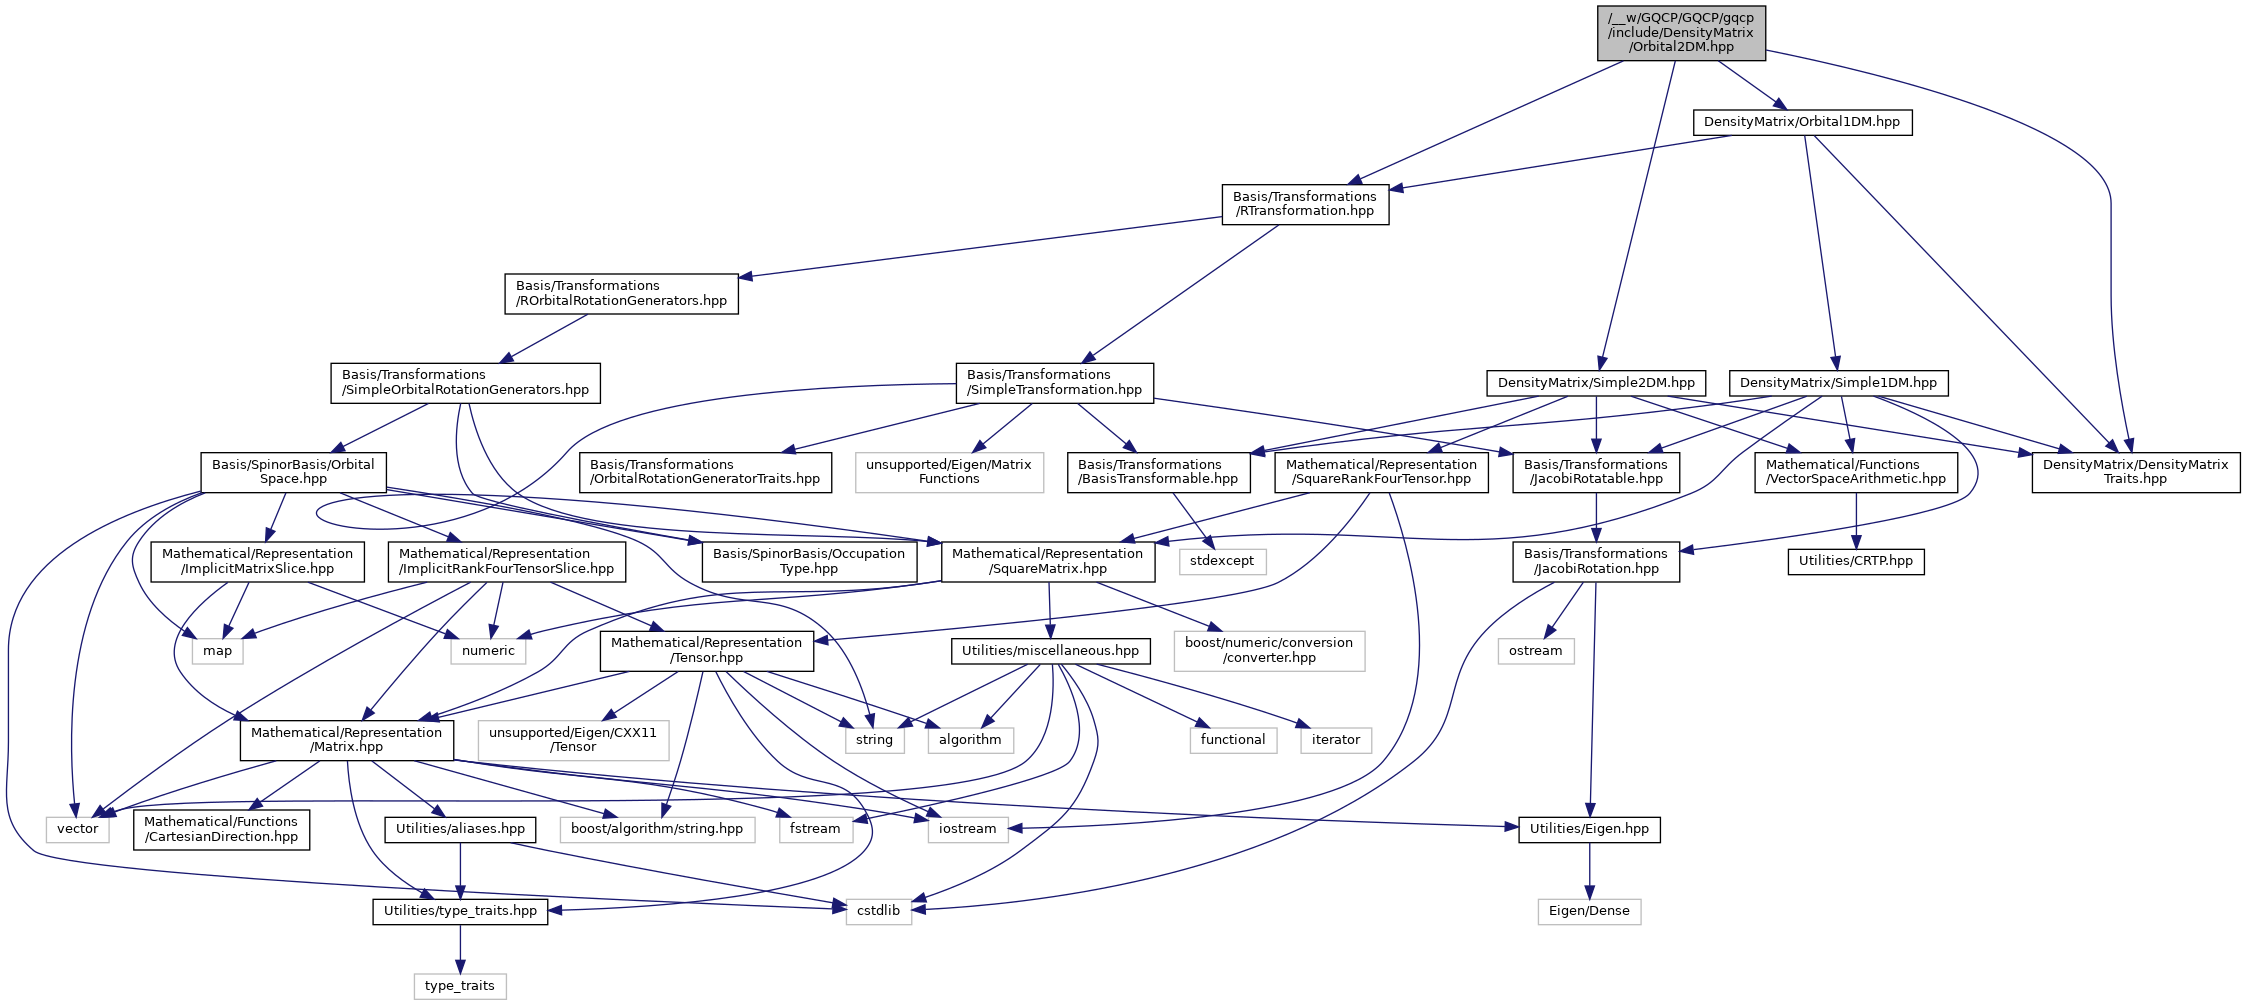 /__w/GQCP/GQCP/gqcp
/include/DensityMatrix
/Orbital2DM.hpp
DensityMatrix/Orbital1DM.hpp
Basis/Transformations
/RTransformation.hpp
Basis/Transformations
/ROrbitalRotationGenerators.hpp
Basis/Transformations
/SimpleOrbitalRotationGenerators.hpp
Basis/Transformations
/SimpleTransformation.hpp
DensityMatrix/Simple2DM.hpp
DensityMatrix/Simple1DM.hpp
Basis/SpinorBasis/Orbital
Space.hpp
Basis/Transformations
/OrbitalRotationGeneratorTraits.hpp
unsupported/Eigen/Matrix
Functions
Basis/Transformations
/BasisTransformable.hpp
Mathematical/Representation
/SquareRankFourTensor.hpp
Basis/Transformations
/JacobiRotatable.hpp
Mathematical/Functions
/VectorSpaceArithmetic.hpp
DensityMatrix/DensityMatrix
Traits.hpp
Mathematical/Representation
/ImplicitMatrixSlice.hpp
Mathematical/Representation
/ImplicitRankFourTensorSlice.hpp
Basis/SpinorBasis/Occupation
Type.hpp
Mathematical/Representation
/SquareMatrix.hpp
stdexcept
Basis/Transformations
/JacobiRotation.hpp
Utilities/CRTP.hpp
map
numeric
Mathematical/Representation
/Tensor.hpp
Utilities/miscellaneous.hpp
boost/numeric/conversion
/converter.hpp
ostream
Mathematical/Representation
/Matrix.hpp
unsupported/Eigen/CXX11
/Tensor
string
algorithm
functional
iterator
vector
Mathematical/Functions
/CartesianDirection.hpp
Utilities/aliases.hpp
boost/algorithm/string.hpp
fstream
iostream
Utilities/Eigen.hpp
Utilities/type_traits.hpp
cstdlib
Eigen/Dense
type_traits